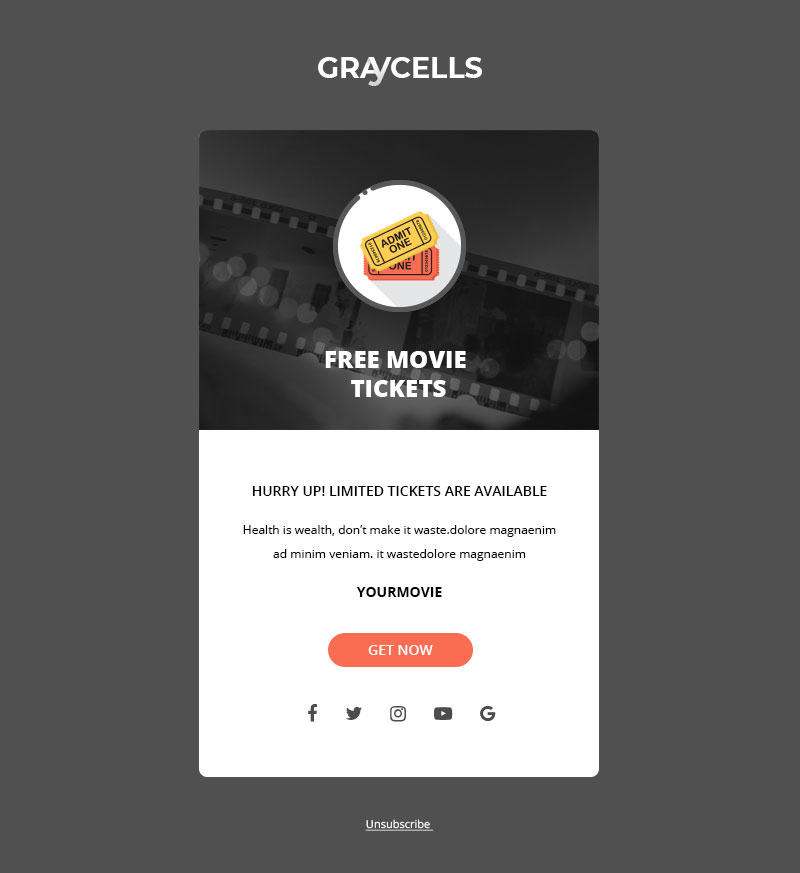 GRAyCELLS
ADMIT
ONE
ONE
FREE MOVIE
TICKETS
HURRY UP! LIMITED TICKETS ARE AVAILABLE
Health is wealth, don’t make it waste.dolore magnaenim
ad minim veniam. it wastedolore magnaenim
YOURMOVIE
GET NOW
Unsubscribe